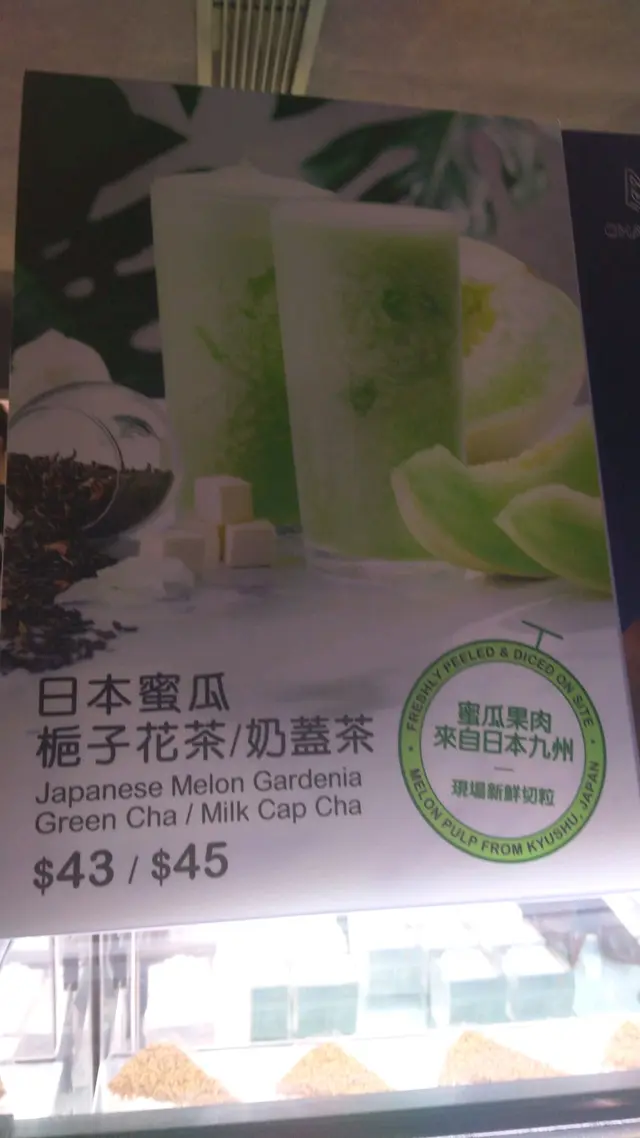 日本蜜瓜
梔子花茶/奶蓋茶
Japanese Melon Gardenia
Green Cha / Milk Cap Cha
$43 / $45
FRESHLY PEELED & DICED ON SITE
蜜瓜果肉
來自日本九州
現場新鮮切粒
MELON PULP FROM KYUSHU, JAPAN